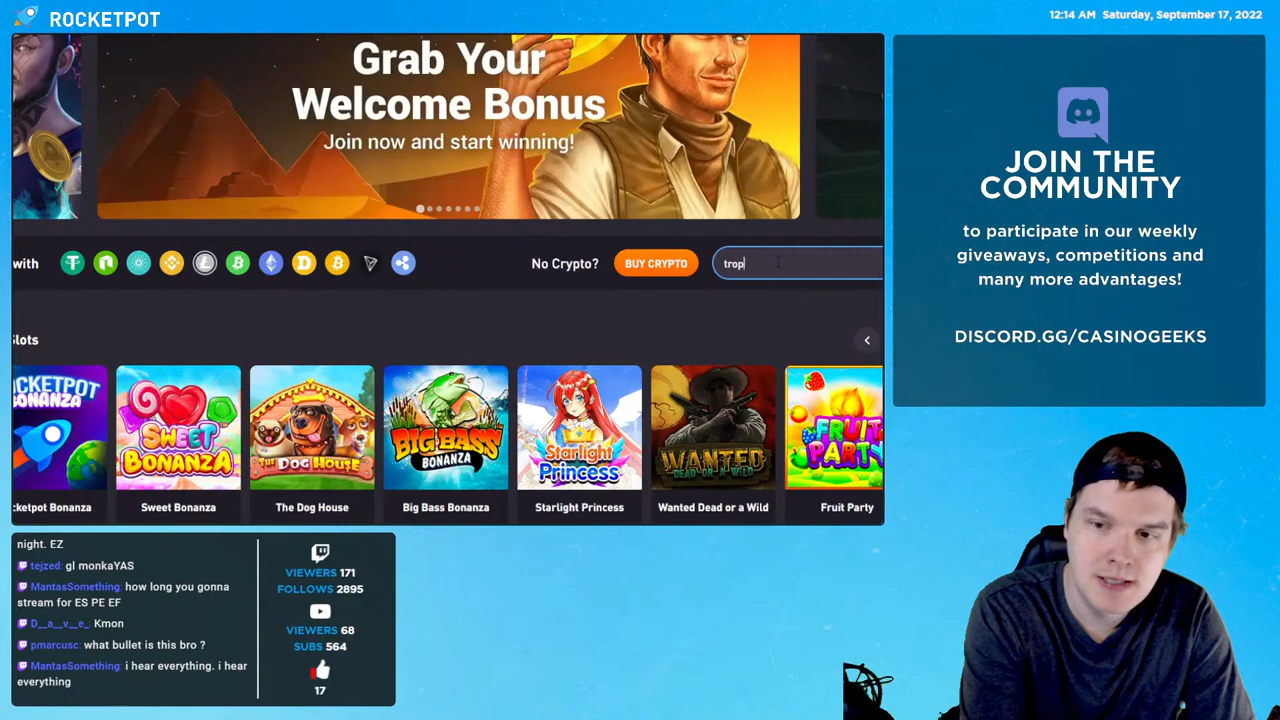 ROCKETPOT
12:14 AM Saturday, September 17, 2022
Grab Your
Welcome Bonus
Join now and start winning!
with
No Crypto?
BUY CRYPTO
trop
Slots
CKETPOT
BONANZA
SWEET
BONANZA
THE DOG HOUSE
BIG BASS
BONANZA
Starlight
Princess
WANTED
DEAD OR A WILD
FRUIT
PARTY
cketpot Bonanza
Sweet Bonanza
The Dog House
Big Bass Bonanza
Starlight Princess
Wanted Dead or a Wild
Fruit Party
JOIN THE
COMMUNITY
to participate in our weekly
giveaways, competitions and
many more advantages!
DISCORD.GG/CASINOGEEKS
night. EZ
tejzed: gl monkaYAS
MantasSomething: how long you gonna
stream for ES PE EF
D__a__v__e_: Kmon
pmarcusc: what bullet is this bro ?
MantasSomething: i hear everything. i hear
everything
VIEWERS 171
FOLLOWS 2895
VIEWERS 68
SUBS 564
17